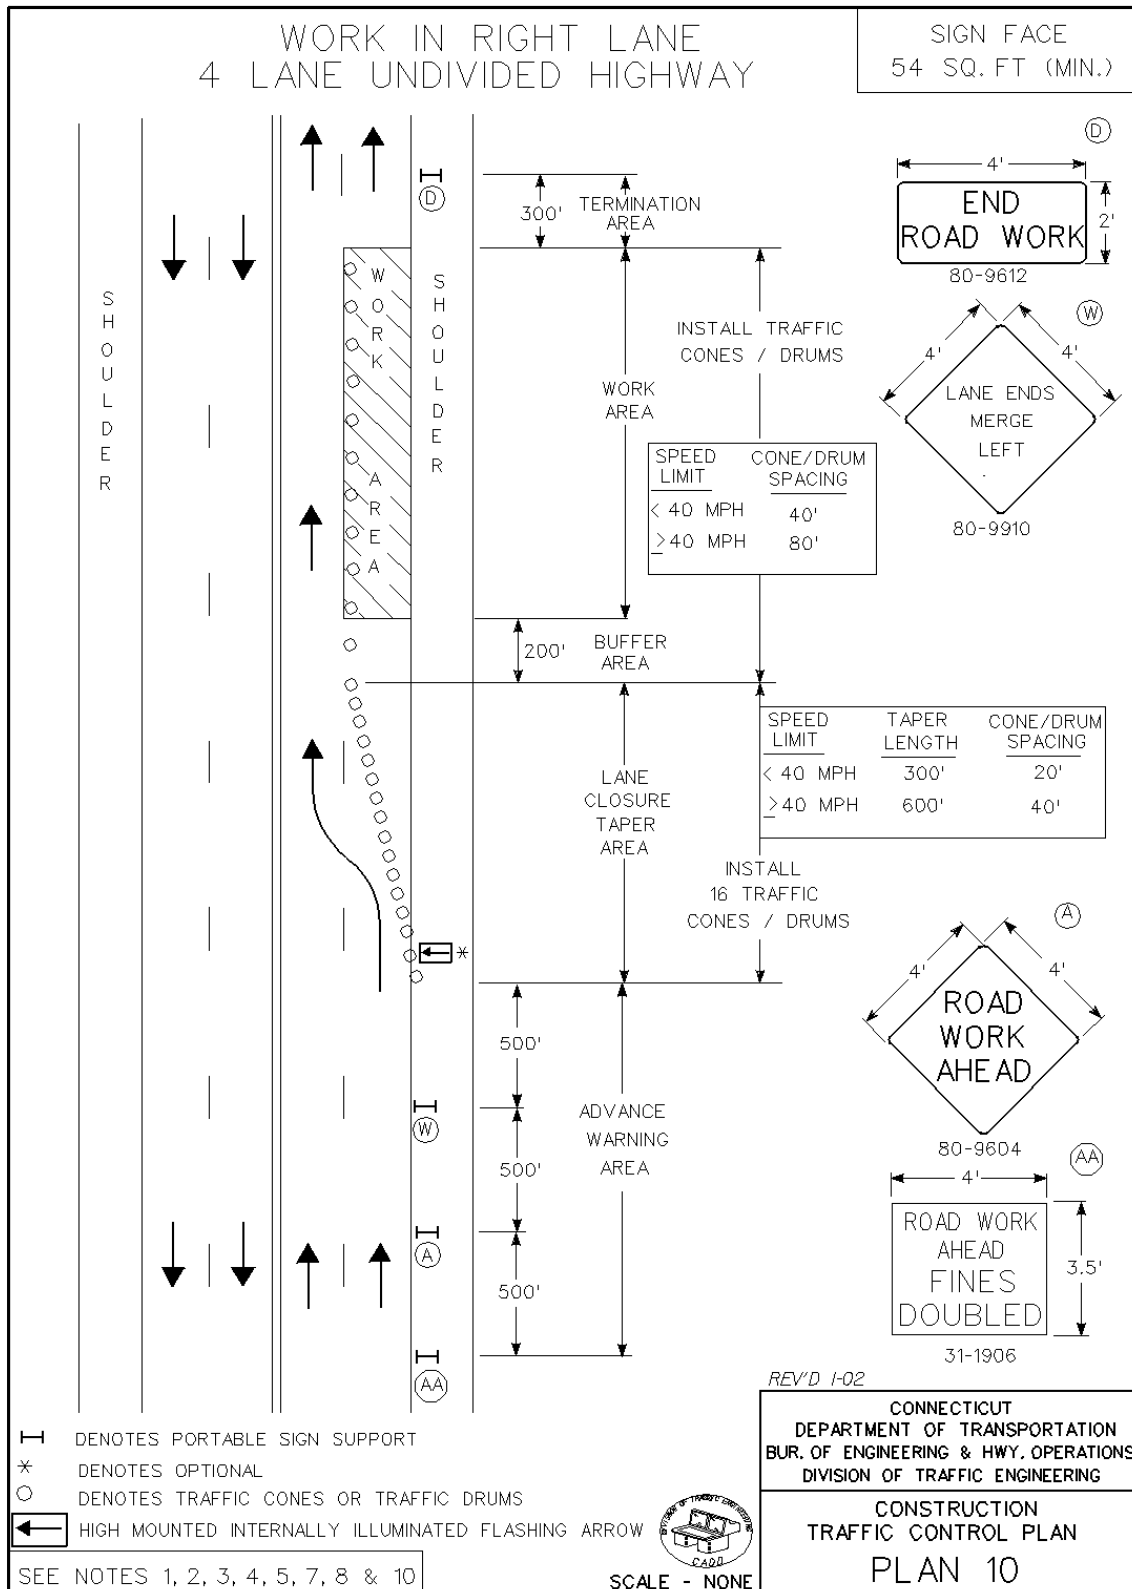 WORK IN RIGHT LANE
4 LANE UNDIVIDED HIGHWAY
SIGN FACE
54 SQ. FT (MIN.)
D
4'
END
ROAD WORK
2'
80-9612
W
4'
4'
LANE ENDS
MERGE
LEFT
80-9910
D
300'
TERMINATION
AREA
SHOULDER
WORK AREA
SHOULDER
INSTALL TRAFFIC
CONES / DRUMS
WORK
AREA
SPEED LIMIT CONE/DRUM SPACING
< 40 MPH 40'
≥ 40 MPH 80'
200'
BUFFER
AREA
SPEED LIMIT TAPER LENGTH CONE/DRUM SPACING
< 40 MPH 300' 20'
≥ 40 MPH 600' 40'
LANE
CLOSURE
TAPER
AREA
INSTALL
16 TRAFFIC
CONES / DRUMS
*
A
4'
4'
ROAD
WORK
AHEAD
80-9604
500'
W
500'
ADVANCE
WARNING
AREA
A
500'
AA
AA
4'
ROAD WORK
AHEAD
FINES
DOUBLED
3.5'
31-1906
REV'D 1-02
DENOTES PORTABLE SIGN SUPPORT
* DENOTES OPTIONAL
DENOTES TRAFFIC CONES OR TRAFFIC DRUMS
HIGH MOUNTED INTERNALLY ILLUMINATED FLASHING ARROW
SEE NOTES 1, 2, 3, 4, 5, 7, 8 & 10
DIVISION OF TRAFFIC ENGINEERING
CADD
SCALE - NONE
CONNECTICUT
DEPARTMENT OF TRANSPORTATION
BUR. OF ENGINEERING & HWY. OPERATIONS
DIVISION OF TRAFFIC ENGINEERING
CONSTRUCTION
TRAFFIC CONTROL PLAN
PLAN 10